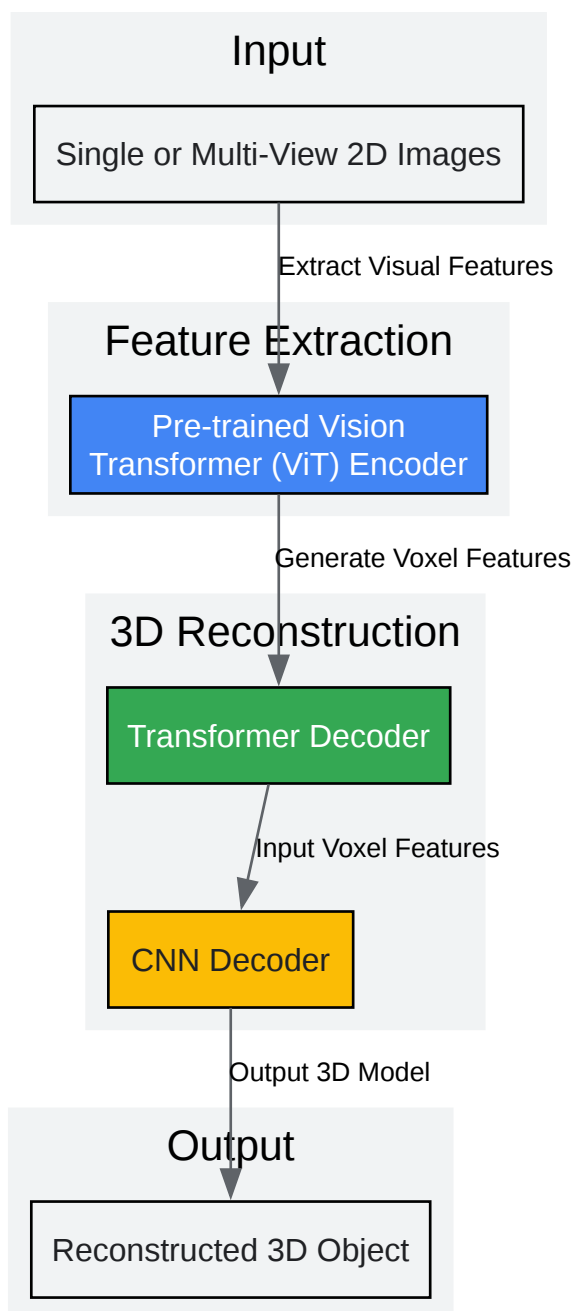 Input
Single or Multi-View 2D Images
Extract Visual Features
Feature Extraction
Pre-trained Vision
Transformer (ViT) Encoder
Generate Voxel Features
3D Reconstruction
Transformer Decoder
Input Voxel Features
CNN Decoder
Output 3D Model
Output
Reconstructed 3D Object